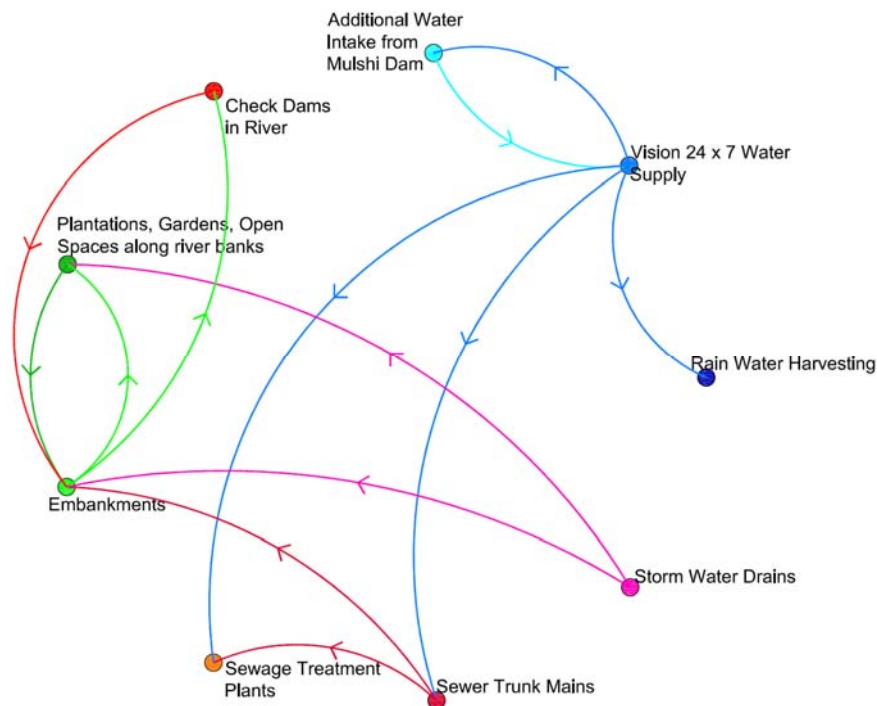 Additional Water
Intake from
Mulshi Dam
Check Dams
in River
Vision 24 x 7 Water
Supply
Plantations, Gardens, Open
Spaces along river banks
Rain Water Harvesting
Embankments
Storm Water Drains
Sewage Treatment
Plants
Sewer Trunk Mains